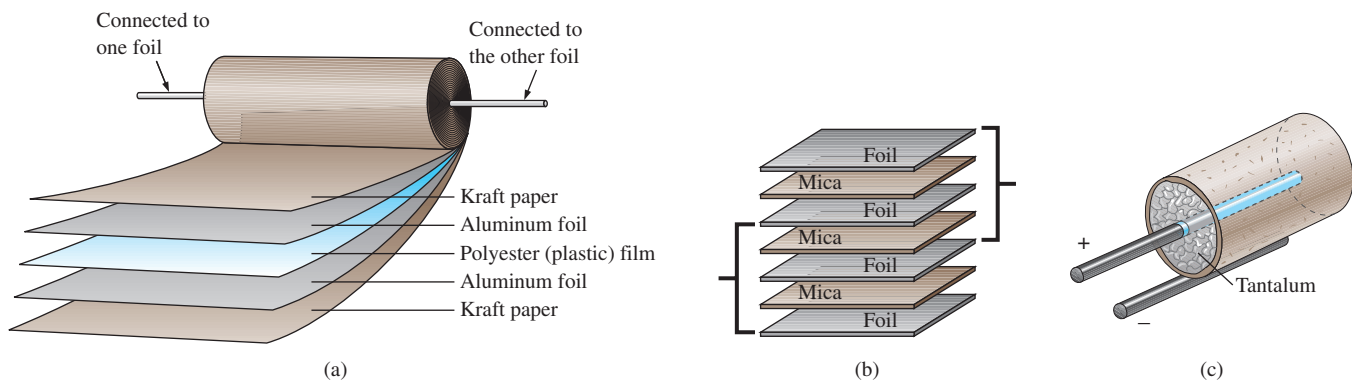 Connected to
one foil
Connected to
the other foil
Kraft paper
Aluminum foil
Polyester (plastic) film
Aluminum foil
Kraft paper
(a)
Foil
Mica
Foil
Mica
Foil
Mica
Foil
(b)
+
–
Tantalum
(c)